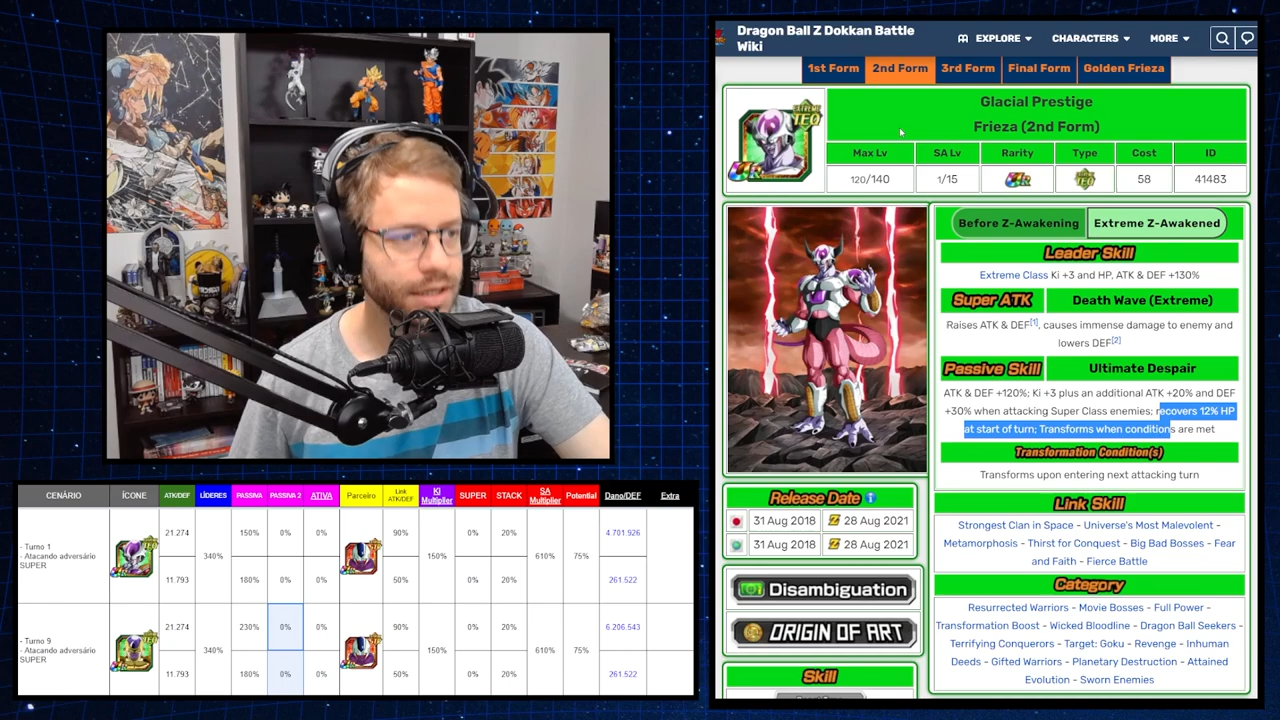 Dragon Ball Z Dokkan Battle
Wiki
EXPLORE
CHARACTERS
MORE
1st Form
2nd Form
3rd Form
Final Form
Golden Frieza
Glacial Prestige
Frieza (2nd Form)
Max Lv
SA Lv
Rarity
Type
Cost
ID
120/140
1/15
UR
58
41483
EXTREME
TEQ
UR
Before Z-Awakening
Extreme Z-Awakened
Leader Skill
Extreme Class Ki +3 and HP, ATK & DEF +130%
Super ATK
Death Wave (Extreme)
Raises ATK & DEF[1], causes immense damage to enemy and
lowers DEF[2]
Passive Skill
Ultimate Despair
ATK & DEF +120%; Ki +3 plus an additional ATK +20% and DEF
+30% when attacking Super Class enemies; recovers 12% HP
at start of turn; Transforms when conditions are met
Transformation Condition(s)
Transforms upon entering next attacking turn
Link Skill
Strongest Clan in Space - Universe's Most Malevolent -
Metamorphosis - Thirst for Conquest - Big Bad Bosses - Fear
and Faith - Fierce Battle
Category
Resurrected Warriors - Movie Bosses - Full Power -
Transformation Boost - Wicked Bloodline - Dragon Ball Seekers -
Terrifying Conquerors - Target: Goku - Revenge - Inhuman
Deeds - Gifted Warriors - Planetary Destruction - Attained
Evolution - Sworn Enemies
Release Date
31 Aug 2018
Z 28 Aug 2021
31 Aug 2018
Z 28 Aug 2021
Disambiguation
ORIGIN OF ART
Skill
CENÁRIO
ÍCONE
ATK/DEF
LÍDERES
PASSIVA
PASSIVA 2
ATIVA
Parceiro
Link
ATK/DEF
KI
Multiplier
SUPER
STACK
SA
Multiplier
Potential
Dano/DEF
Extra
- Turno 1
- Atacando adversário
SUPER
21.274
340%
150%
0%
0%
90%
150%
0%
20%
610%
75%
4.701.926
11.793
180%
0%
0%
50%
0%
20%
261.522
- Turno 9
- Atacando adversário
SUPER
21.274
340%
230%
0%
0%
90%
150%
0%
20%
610%
75%
6.206.543
11.793
180%
0%
0%
50%
0%
20%
261.522